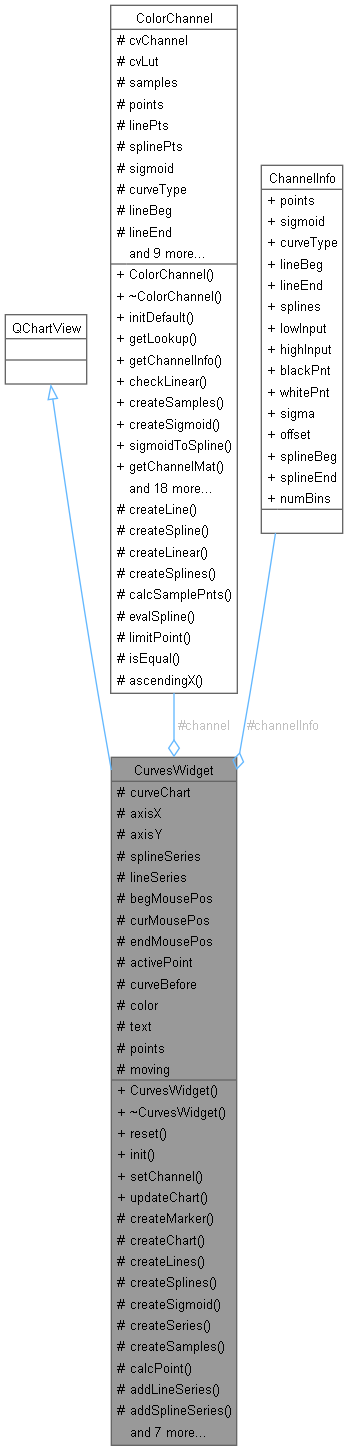 ColorChannel
# cvChannel
# cvLut
# samples
# points
# linePts
# splinePts
# sigmoid
# curveType
# lineBeg
# lineEnd
and 9 more...
+ ColorChannel()
+ ~ColorChannel()
+ initDefault()
+ getLookup()
+ getChannelInfo()
+ checkLinear()
+ createSamples()
+ createSigmoid()
+ sigmoidToSpline()
+ getChannelMat()
and 18 more...
# createLine()
# createSpline()
# createLinear()
# createSplines()
# calcSamplePnts()
# evalSpline()
# limitPoint()
# isEqual()
# ascendingX()
ChannelInfo
+ points
+ sigmoid
+ curveType
+ lineBeg
+ lineEnd
+ splines
+ lowInput
+ highInput
+ blackPnt
+ whitePnt
+ sigma
+ offset
+ splineBeg
+ splineEnd
+ numBins
QChartView
#channel
#channelInfo
CurvesWidget
# curveChart
# axisX
# axisY
# splineSeries
# lineSeries
# begMousePos
# curMousePos
# endMousePos
# activePoint
# curveBefore
# color
# text
# points
# moving
+ CurvesWidget()
+ ~CurvesWidget()
+ reset()
+ init()
+ setChannel()
+ updateChart()
# createMarker()
# createChart()
# createLines()
# createSplines()
# createSigmoid()
# createSeries()
# createSamples()
# calcPoint()
# addLineSeries()
# addSplineSeries()
and 7 more...